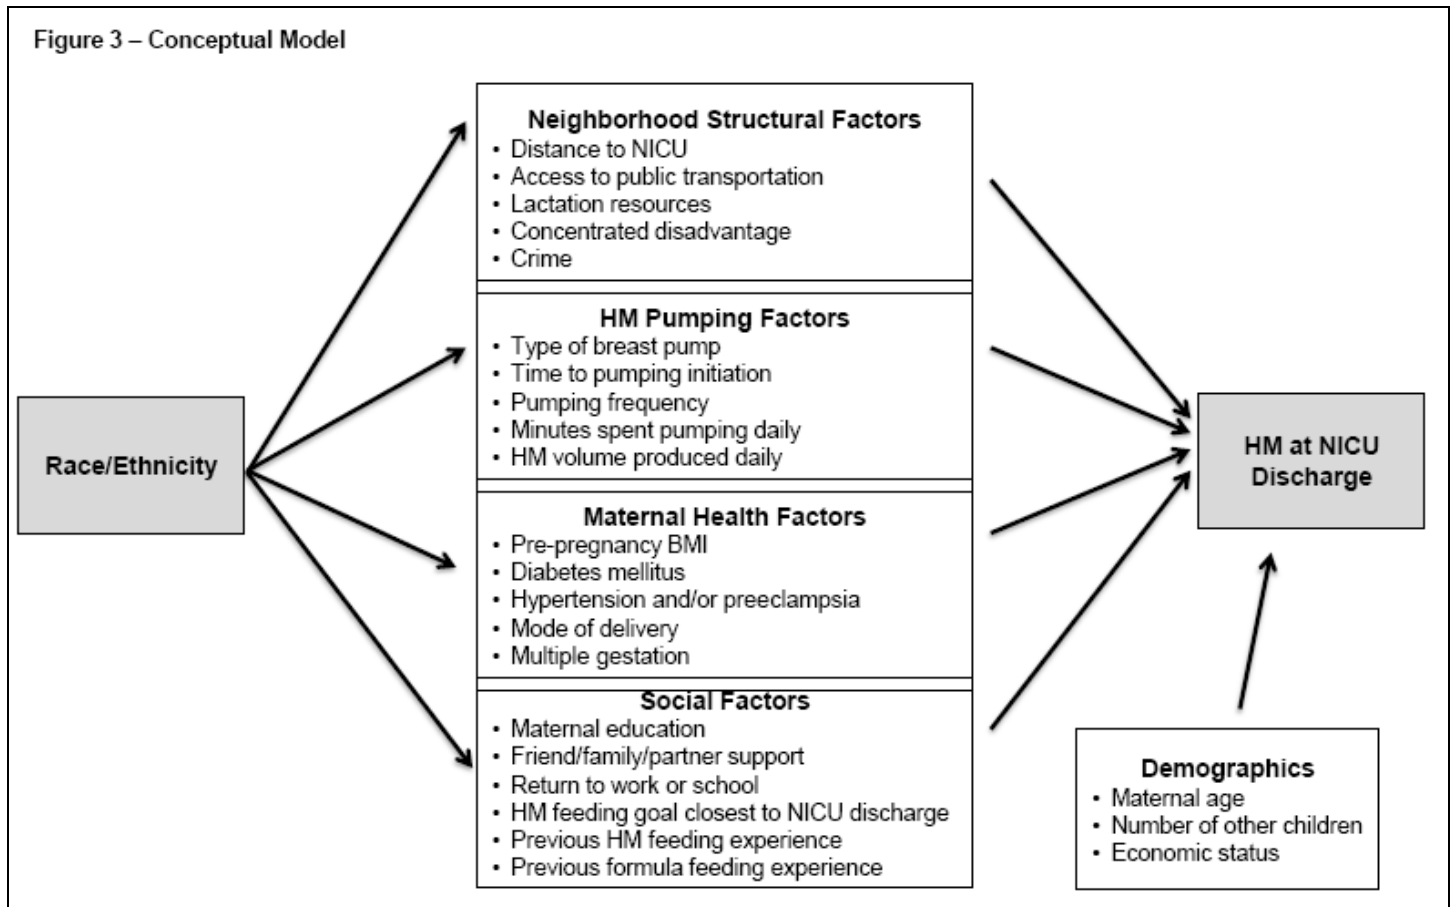 Figure 3 – Conceptual Model
Neighborhood Structural Factors
• Distance to NICU
• Access to public transportation
• Lactation resources
• Concentrated disadvantage
• Crime
HM Pumping Factors
• Type of breast pump
• Time to pumping initiation
• Pumping frequency
• Minutes spent pumping daily
• HM volume produced daily
Race/Ethnicity
HM at NICU
Discharge
Maternal Health Factors
• Pre-pregnancy BMI
• Diabetes mellitus
• Hypertension and/or preeclampsia
• Mode of delivery
• Multiple gestation
Social Factors
• Maternal education
• Friend/family/partner support
• Return to work or school
• HM feeding goal closest to NICU discharge
• Previous HM feeding experience
• Previous formula feeding experience
Demographics
• Maternal age
• Number of other children
• Economic status